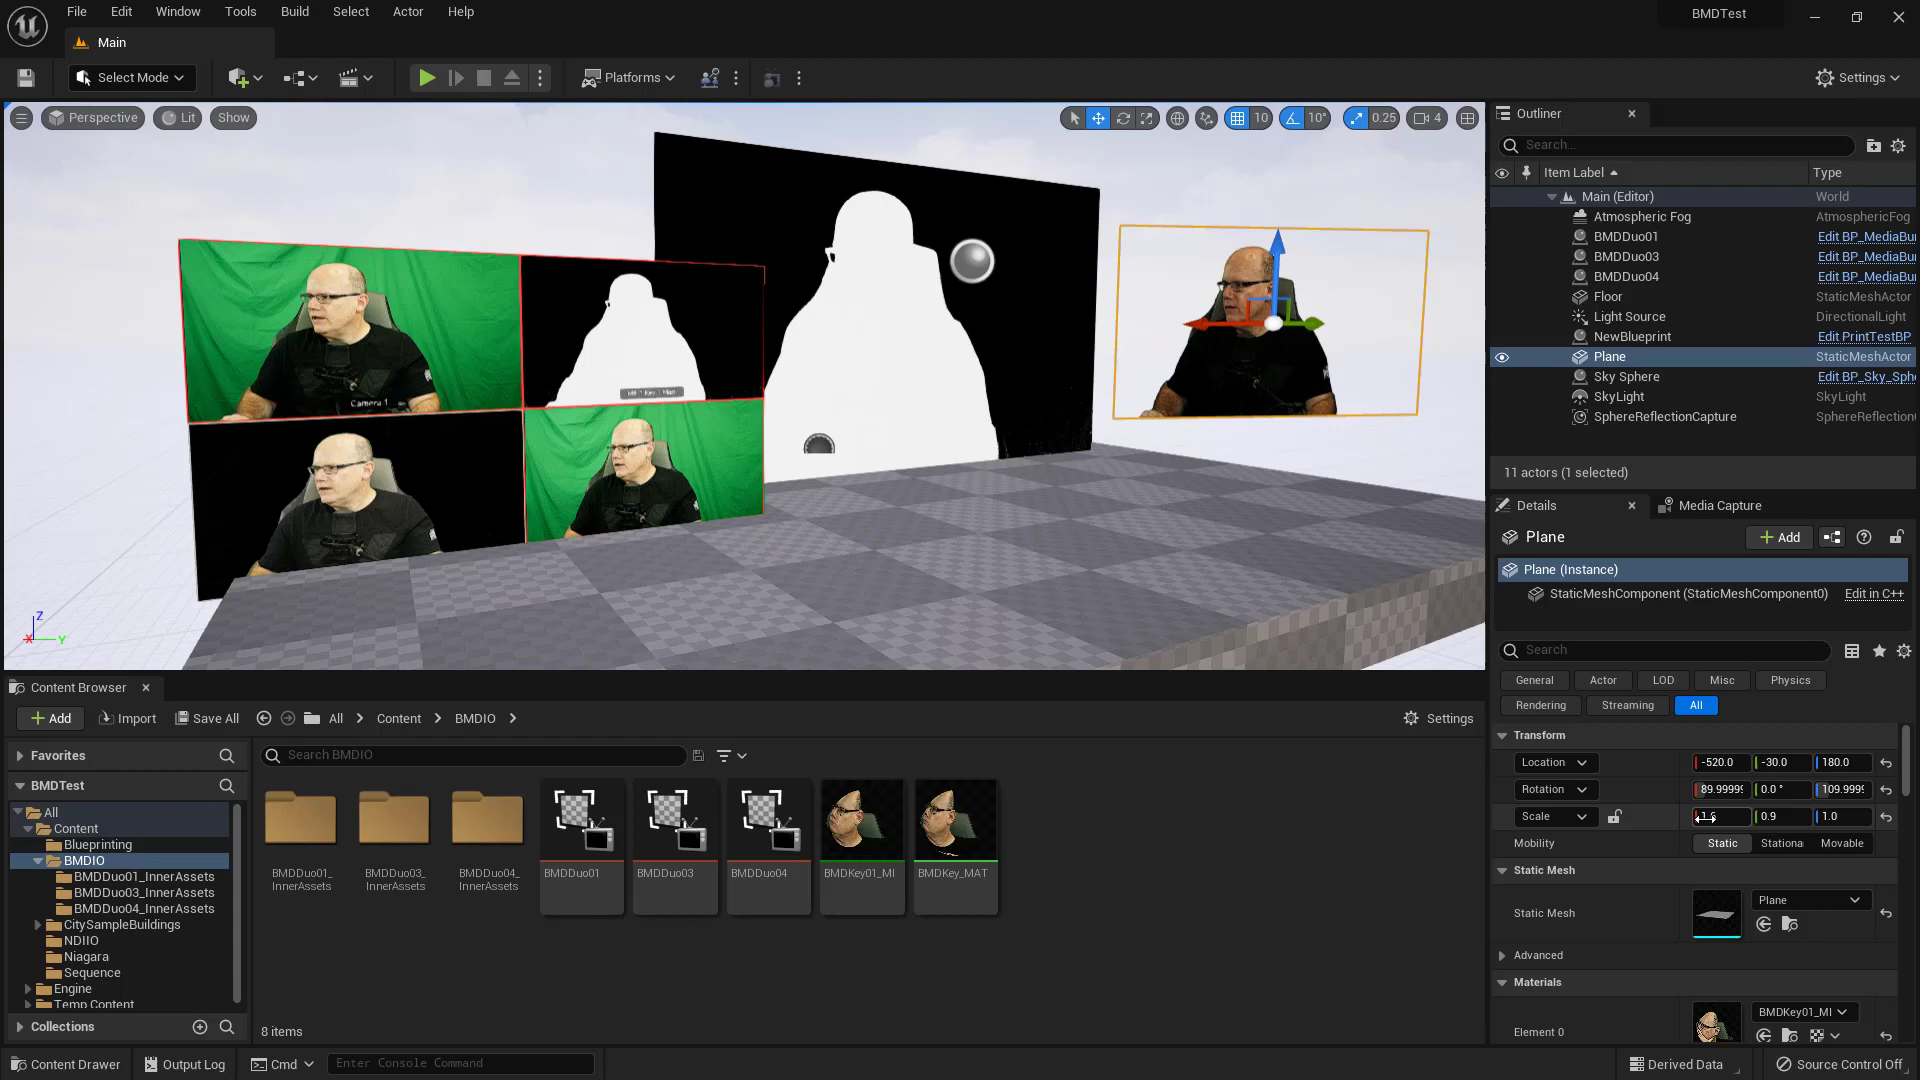 File Edit Window Tools Build Select Actor Help
BMDTest
Main
Select Mode
Platforms
Settings
Perspective Lit Show
10 10° 0.25 4
Camera 1
Outliner
Search...
Item Label Type
Main (Editor) World
Atmospheric Fog AtmosphericFog
BMDDuo01 Edit BP_MediaBu
BMDDuo03 Edit BP_MediaBu
BMDDuo04 Edit BP_MediaBu
Floor StaticMeshActor
Light Source DirectionalLight
NewBlueprint Edit PrintTestBP
Plane StaticMeshActor
Sky Sphere Edit BP_Sky_Sph
SkyLight SkyLight
SphereReflectionCapture SphereReflection
11 actors (1 selected)
Details Media Capture
Plane
Add
Plane (Instance)
StaticMeshComponent (StaticMeshComponent0) Edit in C++
Search
General Actor LOD Misc Physics
Rendering Streaming All
Transform
Location -520.0 -30.0 180.0
Rotation 89.9999 0.0 ° 109.999
Scale 0.9 1.0
Mobility Static Stationa Movable
Static Mesh
Static Mesh Plane
Advanced
Materials
Element 0 BMDKey01_MI
Z
X Y
Content Browser
Add Import Save All All Content BMDIO Settings
Favorites
Search BMDIO
BMDTest
All
Content
Blueprinting
BMDIO
BMDDuo01_InnerAssets
BMDDuo03_InnerAssets
BMDDuo04_InnerAssets
CitySampleBuildings
NDIIO
Niagara
Sequence
Engine
Temp Content
Collections
BMDDuo01_
InnerAssets
BMDDuo03_
InnerAssets
BMDDuo04_
InnerAssets
BMDDuo01
BMDDuo03
BMDDuo04
BMDKey01_MI
BMDKey_MAT
8 items
Content Drawer Output Log Cmd Enter Console Command Derived Data Source Control Off